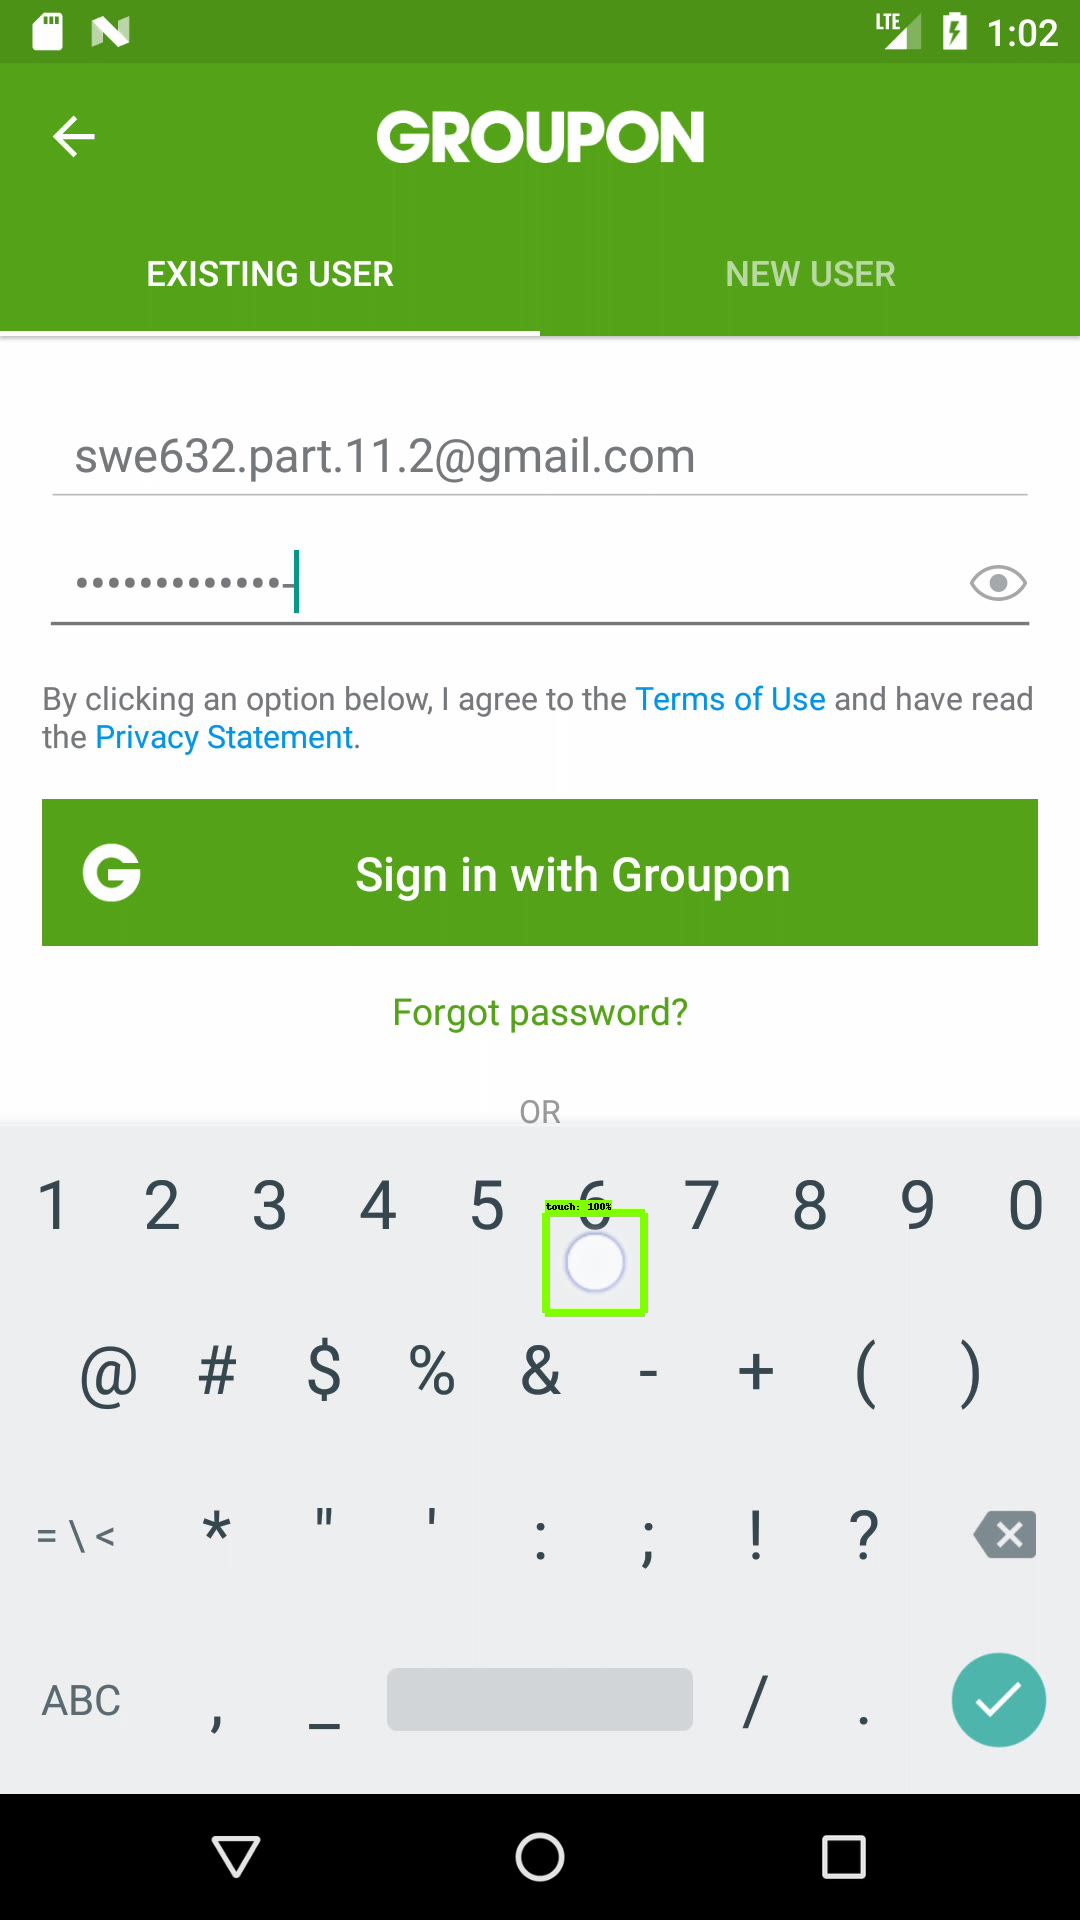 LTE 1:02
GROUPON
EXISTING USER NEW USER
swe632.part.11.2@gmail.com
•••••••••••••-
By clicking an option below, I agree to the Terms of Use and have read
the Privacy Statement.
G Sign in with Groupon
Forgot password?
OR
1 2 3 4 5 6 7 8 9 0
touch: 100%
@ # $ % & - + ( )
= \ < * " ' : ; ! ?
ABC , _ / .